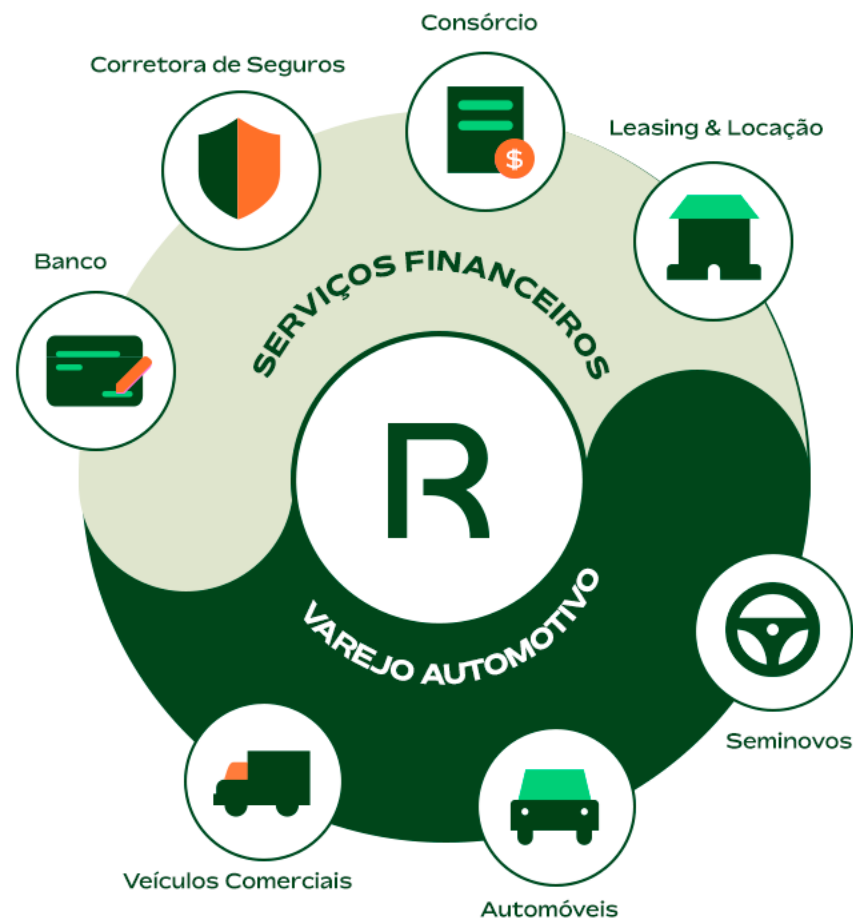 Consórcio
Corretora de Seguros
Leasing & Locação
$
Banco
SERVIÇOS FINANCEIROS
R
VAREJO AUTOMOTIVO
Seminovos
Veículos Comerciais
Automóveis